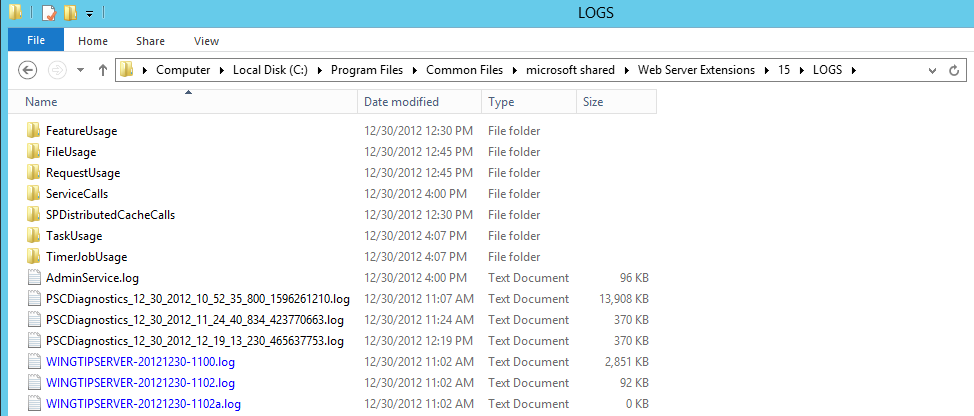 LOGS
File Home Share View
Computer Local Disk (C:) Program Files Common Files microsoft shared Web Server Extensions 15 LOGS
Name Date modified Type Size
FeatureUsage 12/30/2012 12:30 PM File folder
FileUsage 12/30/2012 12:45 PM File folder
RequestUsage 12/30/2012 12:45 PM File folder
ServiceCalls 12/30/2012 4:00 PM File folder
SPDistributedCacheCalls 12/30/2012 12:30 PM File folder
TaskUsage 12/30/2012 4:07 PM File folder
TimerJobUsage 12/30/2012 4:07 PM File folder
AdminService.log 12/30/2012 4:00 PM Text Document 96 KB
PSCDiagnostics_12_30_2012_10_52_35_800_1596261210.log 12/30/2012 11:07 AM Text Document 13,908 KB
PSCDiagnostics_12_30_2012_11_24_40_834_423770663.log 12/30/2012 11:24 AM Text Document 370 KB
PSCDiagnostics_12_30_2012_12_19_13_230_465637753.log 12/30/2012 12:19 PM Text Document 370 KB
WINGTIPSERVER-20121230-1100.log 12/30/2012 11:02 AM Text Document 2,851 KB
WINGTIPSERVER-20121230-1102.log 12/30/2012 11:02 AM Text Document 92 KB
WINGTIPSERVER-20121230-1102a.log 12/30/2012 11:02 AM Text Document 0 KB